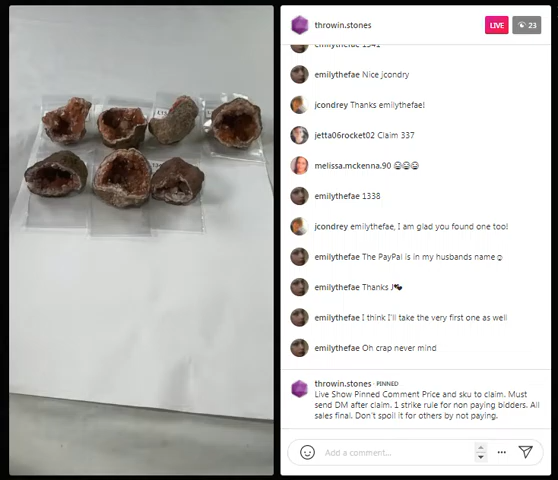 throwin.stones
LIVE
23
emilythefae 1341
emilythefae Nice jcondry
jcondrey Thanks emilythefae!
jetta06rocket02 Claim 337
melissa.mckenna.90 😂😂😂
emilythefae 1338
jcondrey emilythefae, I am glad you found one too!
emilythefae The PayPal is in my husbands name☺
emilythefae Thanks J
emilythefae I think I'll take the very first one as well
emilythefae Oh crap never mind
throwin.stones · PINNED
Live Show Pinned Comment Price and sku to claim. Must
send DM after claim. 1 strike rule for non paying bidders. All
sales final. Don't spoil it for others by not paying.
Add a comment...